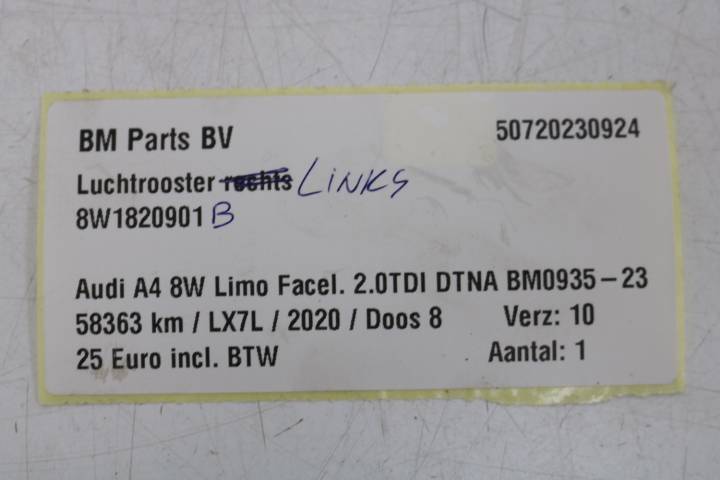 BM Parts BV 50720230924
Luchtrooster rechts LINKS
8W1820901 B
Audi A4 8W Limo Facel. 2.0TDI DTNA BM0935-23
58363 km / LX7L / 2020 / Doos 8 Verz: 10
25 Euro incl. BTW Aantal: 1